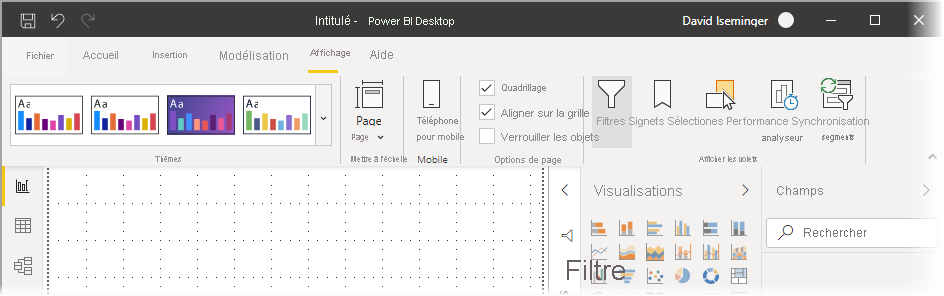 Intitulé - Power BI Desktop
David Iseminger
Fichier Accueil Insertion Modélisation Affichage Aide
Aa Aa Aa Aa
Thèmes
Page
Page
Mettre à l'échelle
Téléphone
pour mobile
Mobile
Quadrillage
Aligner sur la grille
Verrouiller les objets
Options de page
Filtres Signets Sélectiones Performance Synchronisation
analyseur segments
Afficher les volets
Visualisations
Champs
Rechercher
Filtre